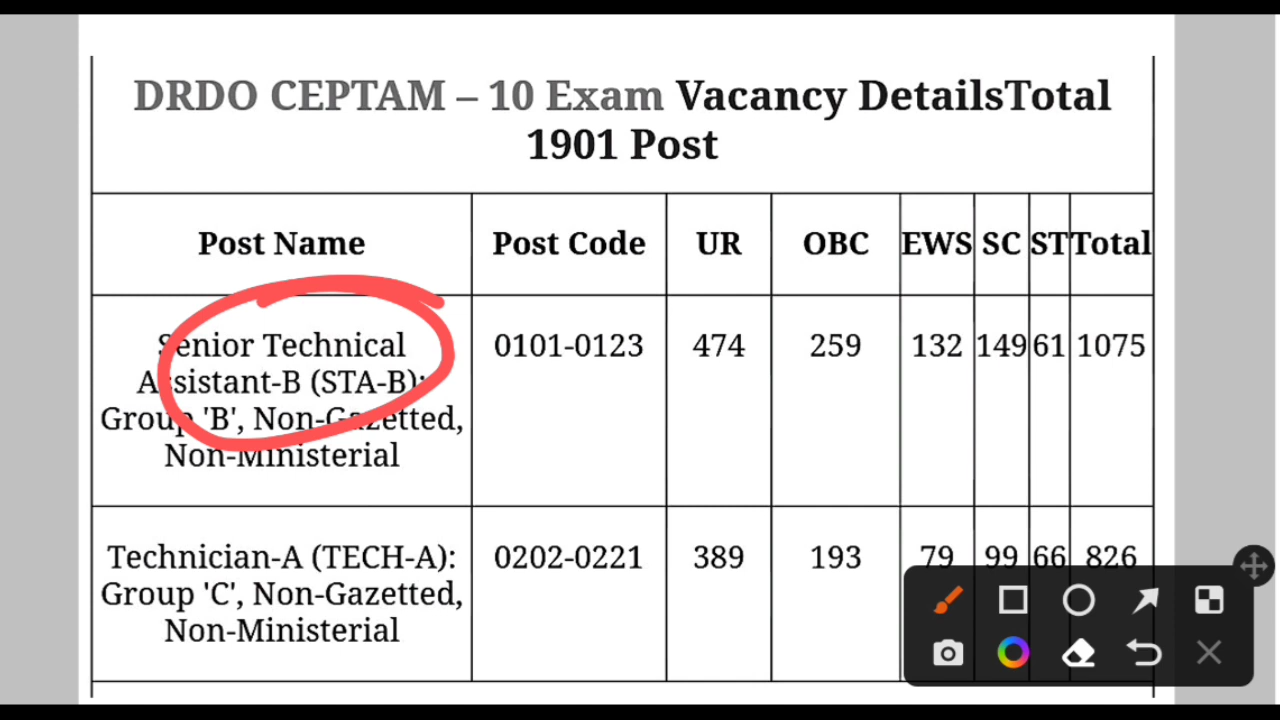 DRDO CEPTAM – 10 Exam Vacancy DetailsTotal
1901 Post
Post Name Post Code UR OBC EWS SC ST Total
Senior Technical 0101-0123 474 259 132 149 61 1075
Assistant-B (STA-B):
Group 'B', Non-Gazetted,
Non-Ministerial
Technician-A (TECH-A): 0202-0221 389 193 79 99 66 826
Group 'C', Non-Gazetted,
Non-Ministerial